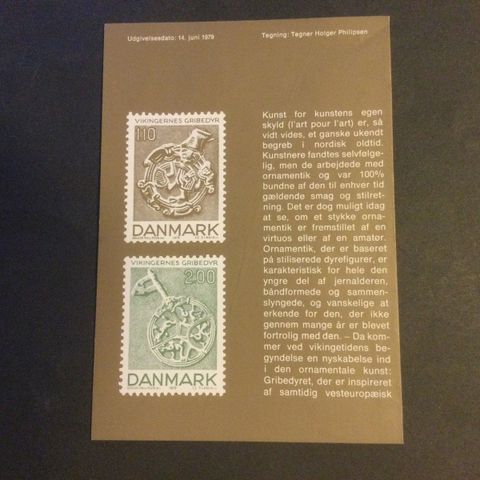 Udgivelsesdato: 14. juni 1979
Tegning: Tegner Holger Philipsen
VIKINGERNES GRIBEDYR
110
DANMARK
VIKINGERNES GRIBEDYR
200
DANMARK
Kunst for kunstens egen
skyld (l'art pour l'art) er, så
vidt vides, et ganske ukendt
begreb i nordisk oldtid.
Kunstnere fandtes selvfølge-
lig, men de arbejdede med
ornamentik og var 100%
bundne af den til enhver tid
gældende smag og stilret-
ning. Det er dog muligt idag
at se, om et stykke orna-
mentik er fremstillet af en
virtuos eller af en amatør.
Ornamentik, der er baseret
på stiliserede dyrefigurer, er
karakteristisk for hele den
yngre del af jernalderen,
båndformede og sammen-
slyngede, og vanskelige at
erkende for den, der ikke
gennem mange år er blevet
fortrolig med den. – Da kom-
mer ved vikingetidens be-
gyndelse en nyskabelse ind
i den ornamentale kunst:
Gribedyret, der er inspireret
af samtidig vesteuropæisk